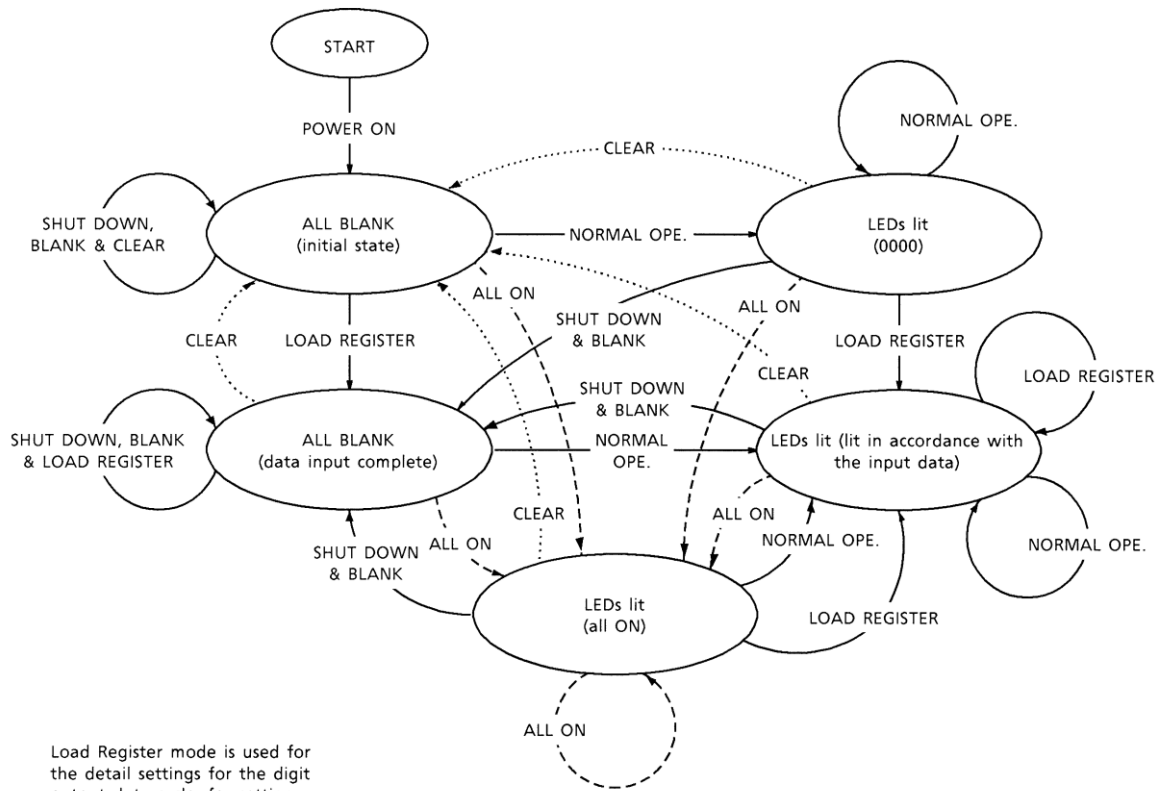 START
POWER ON
CLEAR
NORMAL OPE.
SHUT DOWN,
BLANK & CLEAR
ALL BLANK
(initial state)
NORMAL OPE.
LEDs lit
(0000)
ALL ON
ALL ON
SHUT DOWN
& BLANK
CLEAR
LOAD REGISTER
LOAD REGISTER
CLEAR
LOAD REGISTER
SHUT DOWN
& BLANK
SHUT DOWN, BLANK
& LOAD REGISTER
ALL BLANK
(data input complete)
NORMAL
OPE.
LEDs lit (lit in accordance with
the input data)
CLEAR
ALL ON
SHUT DOWN
& BLANK
ALL ON
NORMAL OPE.
NORMAL OPE.
LEDs lit
(all ON)
LOAD REGISTER
ALL ON
Load Register mode is used for
the detail settings for the digit